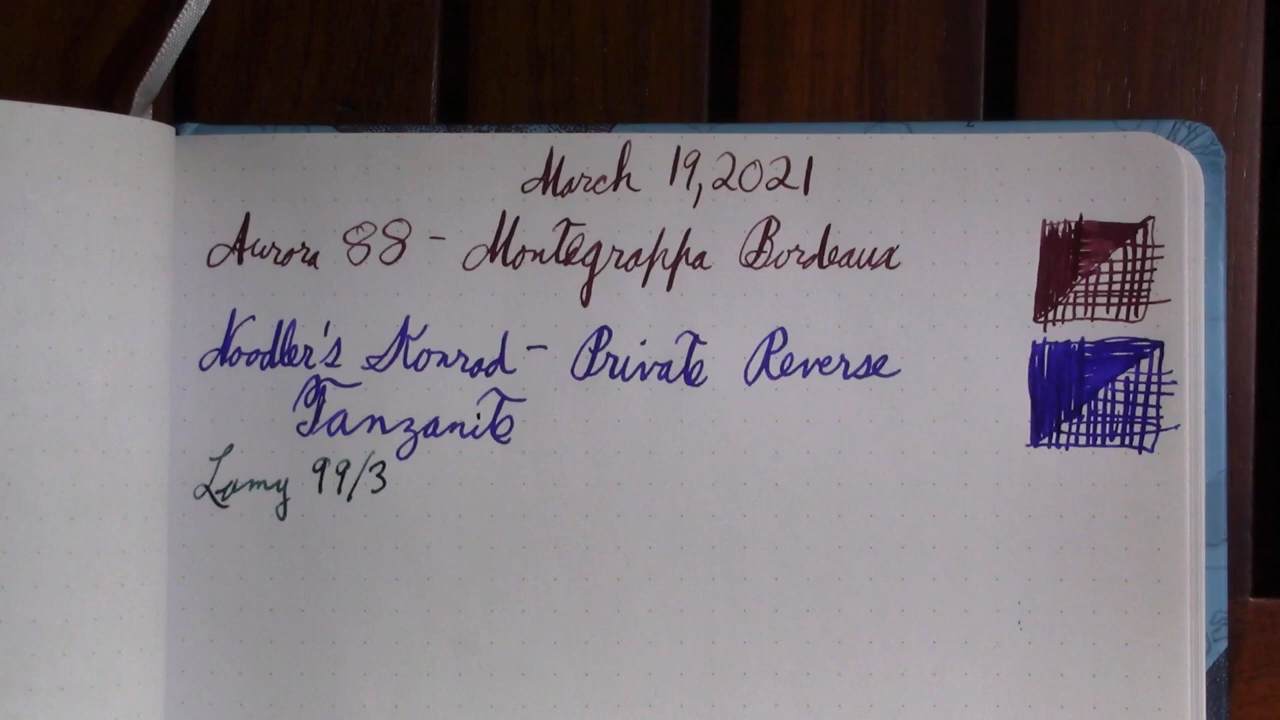 March 19, 2021
Aurora 88 - Montegrappa Bordeaux
Noodler's Konrad - Private Reverse
Tanzanite
Lamy 99/3